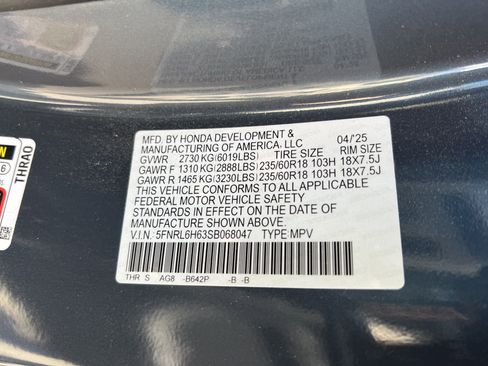 MFD. BY HONDA DEVELOPMENT &
MANUFACTURING OF AMERICA, LLC 04/'25
GVWR 2730 KG (6019LBS) TIRE SIZE RIM SIZE
GAWR F 1310 KG (2888LBS) 235/60R18 103H 18X7.5J
GAWR R 1465 KG (3230LBS) 235/60R18 103H 18X7.5J
THIS VEHICLE CONFORMS TO ALL APPLICABLE
FEDERAL MOTOR VEHICLE SAFETY
STANDARDS IN EFFECT ON THE DATE OF
MANUFACTURE SHOWN ABOVE.
V.I.N.: 5FNRL6H63SB068047 TYPE MPV
THR S AG8 -B642P -B -B
THRA0